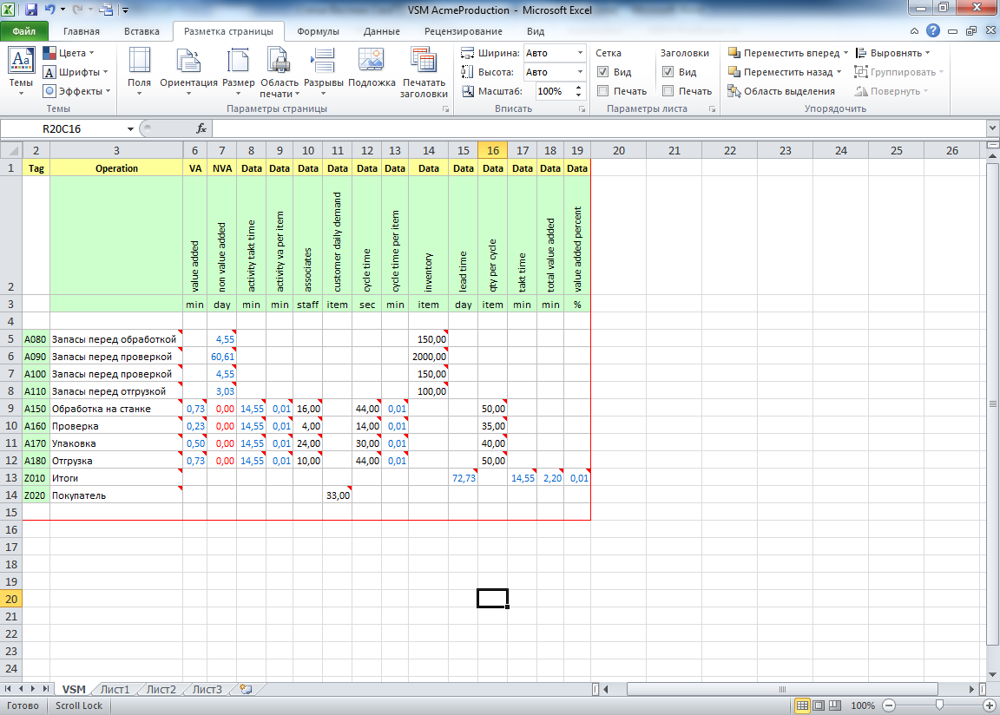 VSM AcmeProduction - Microsoft Excel
Файл Главная Вставка Разметка страницы Формулы Данные Рецензирование Вид
Aa Темы
Цвета
A Шрифты
Эффекты
Темы
Поля Ориентация Размер Область печати Разрывы Подложка Печатать заголовки
Параметры страницы
Ширина: Авто
Высота: Авто
Масштаб: 100%
Вписать
Сетка Заголовки
Вид Вид
Печать Печать
Параметры листа
Переместить вперед Выровнять
Переместить назад Группировать
Область выделения Повернуть
Упорядочить
R20C16 fx
2 3 6 7 8 9 10 11 12 13 14 15 16 17 18 19 20 21 22 23 24 25 26
1 Tag Operation VA NVA Data Data Data Data Data Data Data Data Data Data Data Data
2 value added non value added activity takt time activity va per item associates customer daily demand cycle time cycle time per item inventory lead time qty per cycle takt time total value added value added percent
3 min day min min staff item sec min item day item min min %
4
5 A080 Запасы перед обработкой 4,55 150,00
6 A090 Запасы перед проверкой 60,61 2000,00
7 A100 Запасы перед проверкой 4,55 150,00
8 A110 Запасы перед отгрузкой 3,03 100,00
9 A150 Обработка на станке 0,73 0,00 14,55 0,01 16,00 44,00 0,01 50,00
10 A160 Проверка 0,23 0,00 14,55 0,01 4,00 14,00 0,01 35,00
11 A170 Упаковка 0,50 0,00 14,55 0,01 24,00 30,00 0,01 40,00
12 A180 Отгрузка 0,73 0,00 14,55 0,01 10,00 44,00 0,01 50,00
13 Z010 Итоги 72,73 14,55 2,20 0,01
14 Z020 Покупатель 33,00
15
16
17
18
19
20
21
22
23
24
VSM Лист1 Лист2 Лист3
Готово Scroll Lock 100%